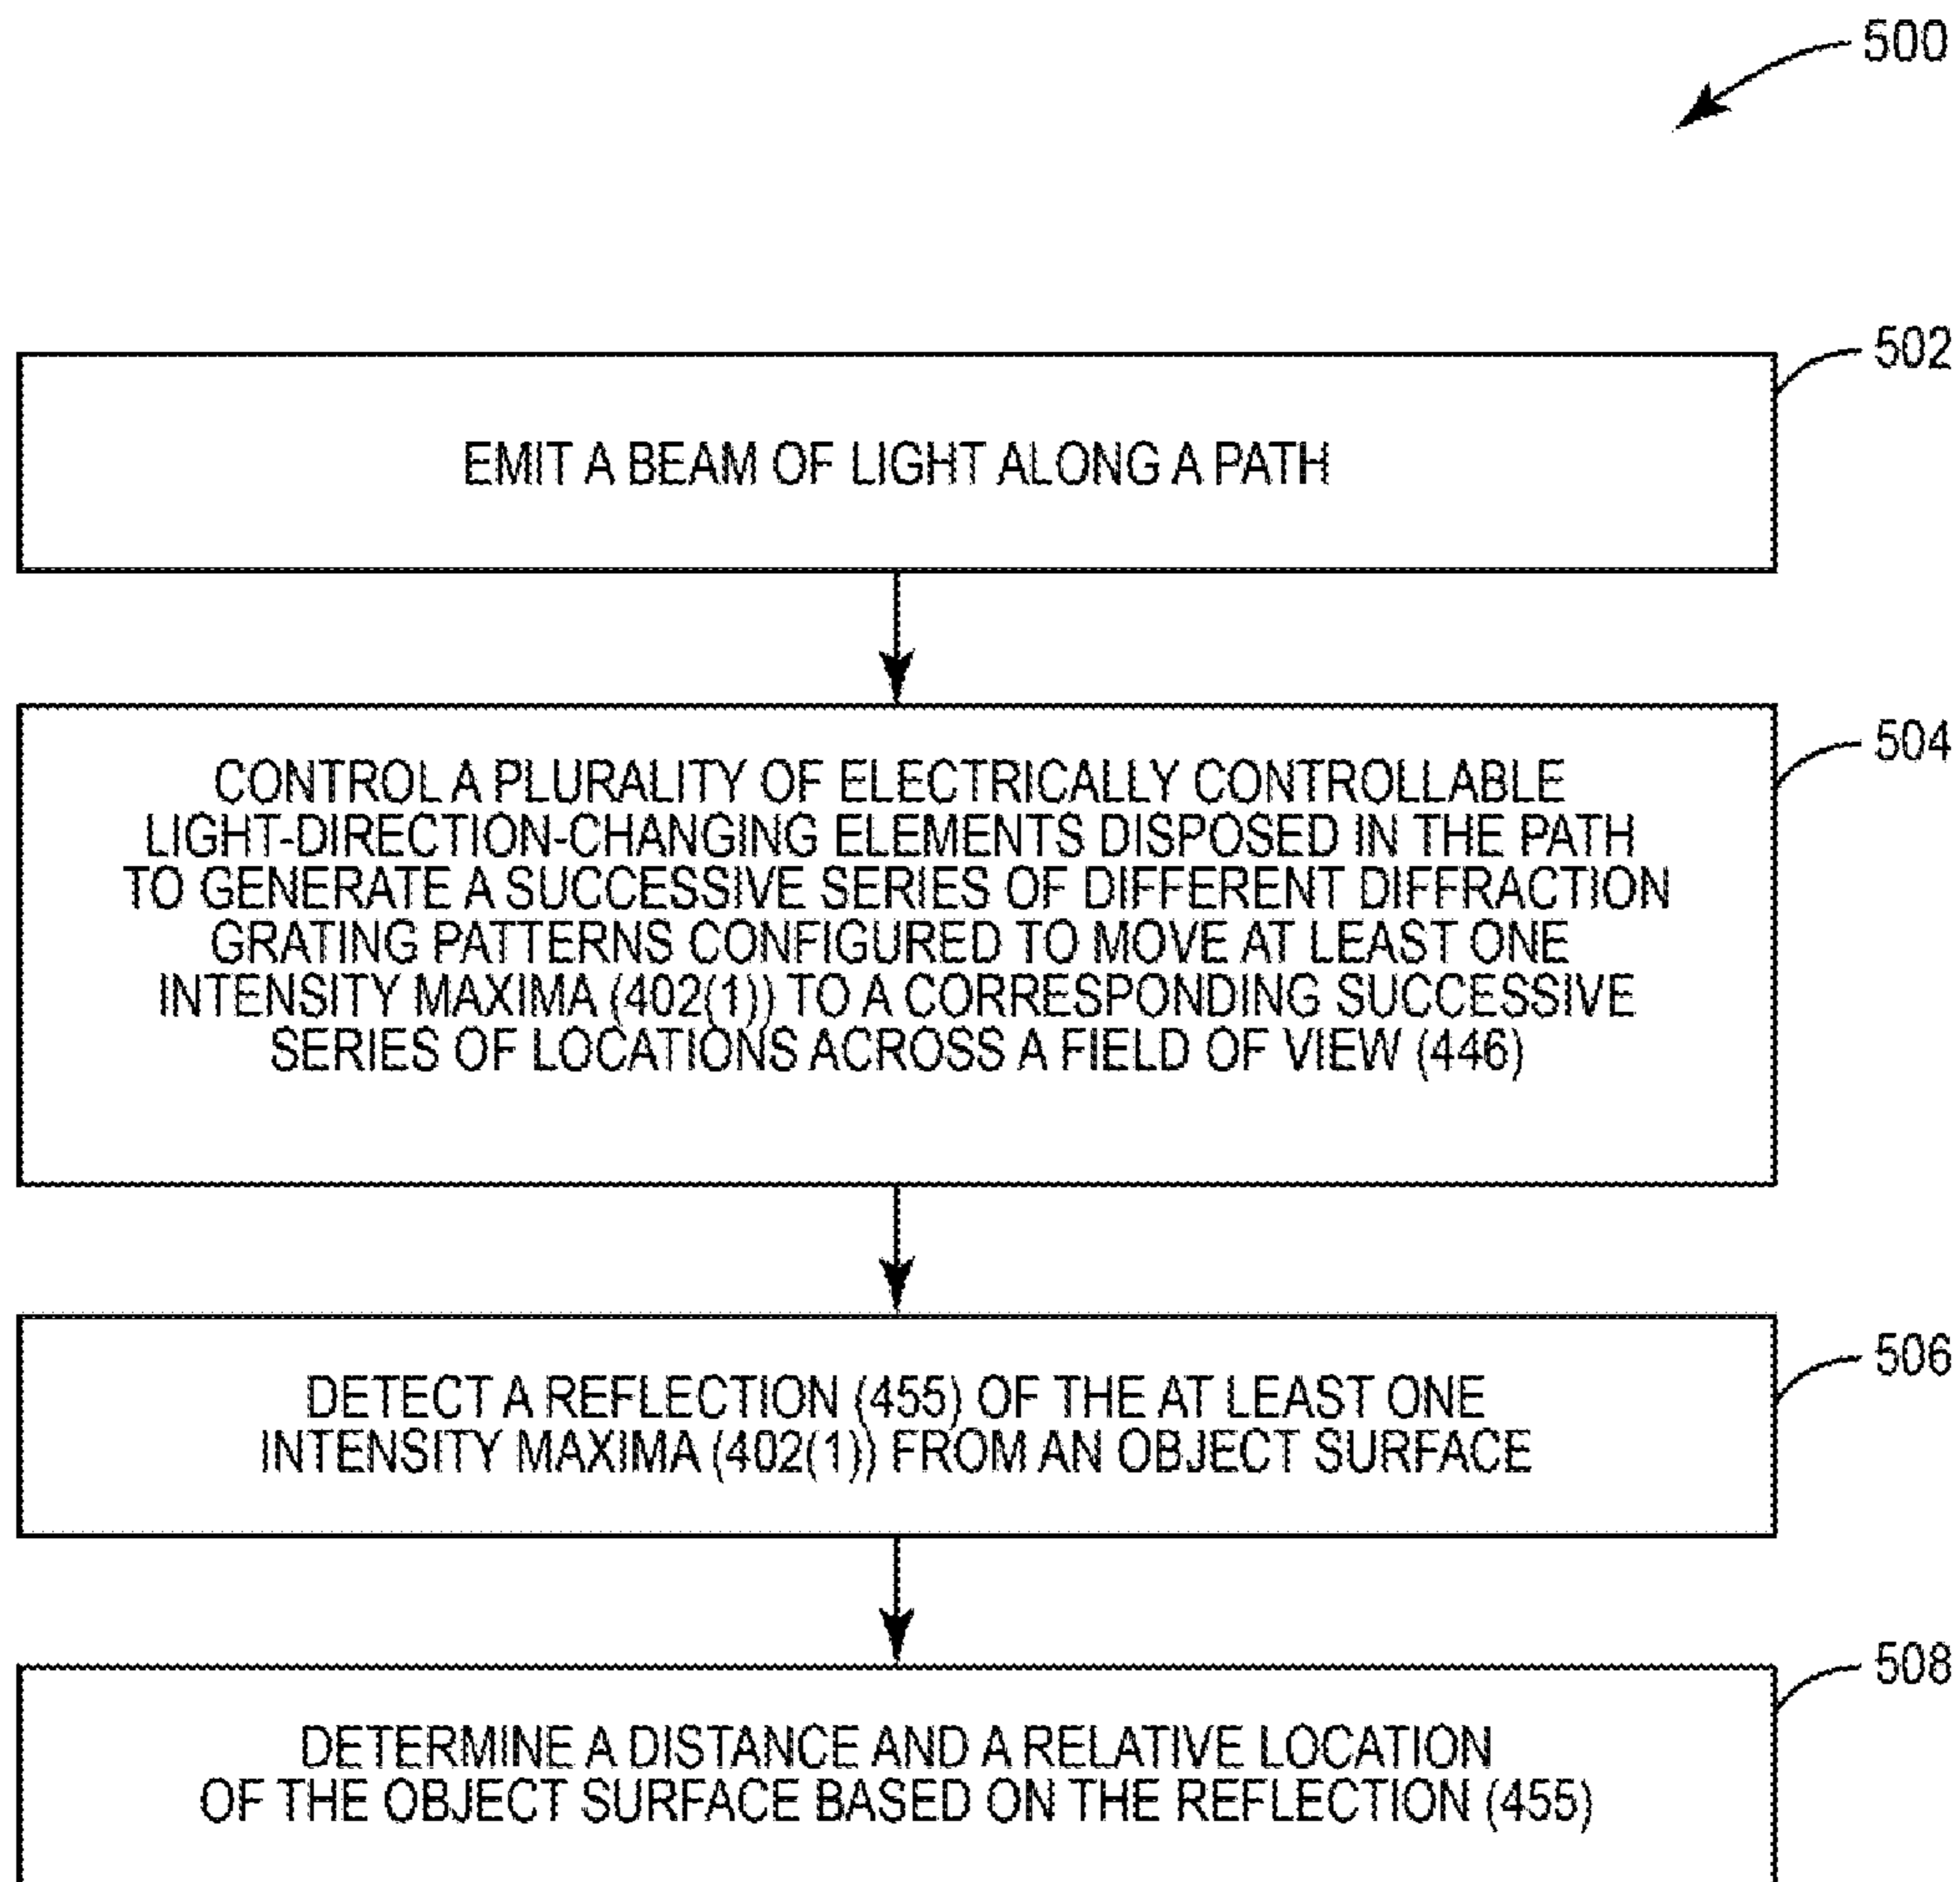 500
502
EMIT A BEAM OF LIGHT ALONG A PATH
504
CONTROL A PLURALITY OF ELECTRICALLY CONTROLLABLE
LIGHT-DIRECTION-CHANGING ELEMENTS DISPOSED IN THE PATH
TO GENERATE A SUCCESSIVE SERIES OF DIFFERENT DIFFRACTION
GRATING PATTERNS CONFIGURED TO MOVE AT LEAST ONE
INTENSITY MAXIMA (402(1)) TO A CORRESPONDING SUCCESSIVE
SERIES OF LOCATIONS ACROSS A FIELD OF VIEW (446)
506
DETECT A REFLECTION (455) OF THE AT LEAST ONE
INTENSITY MAXIMA (402(1)) FROM AN OBJECT SURFACE
508
DETERMINE A DISTANCE AND A RELATIVE LOCATION
OF THE OBJECT SURFACE BASED ON THE REFLECTION (455)